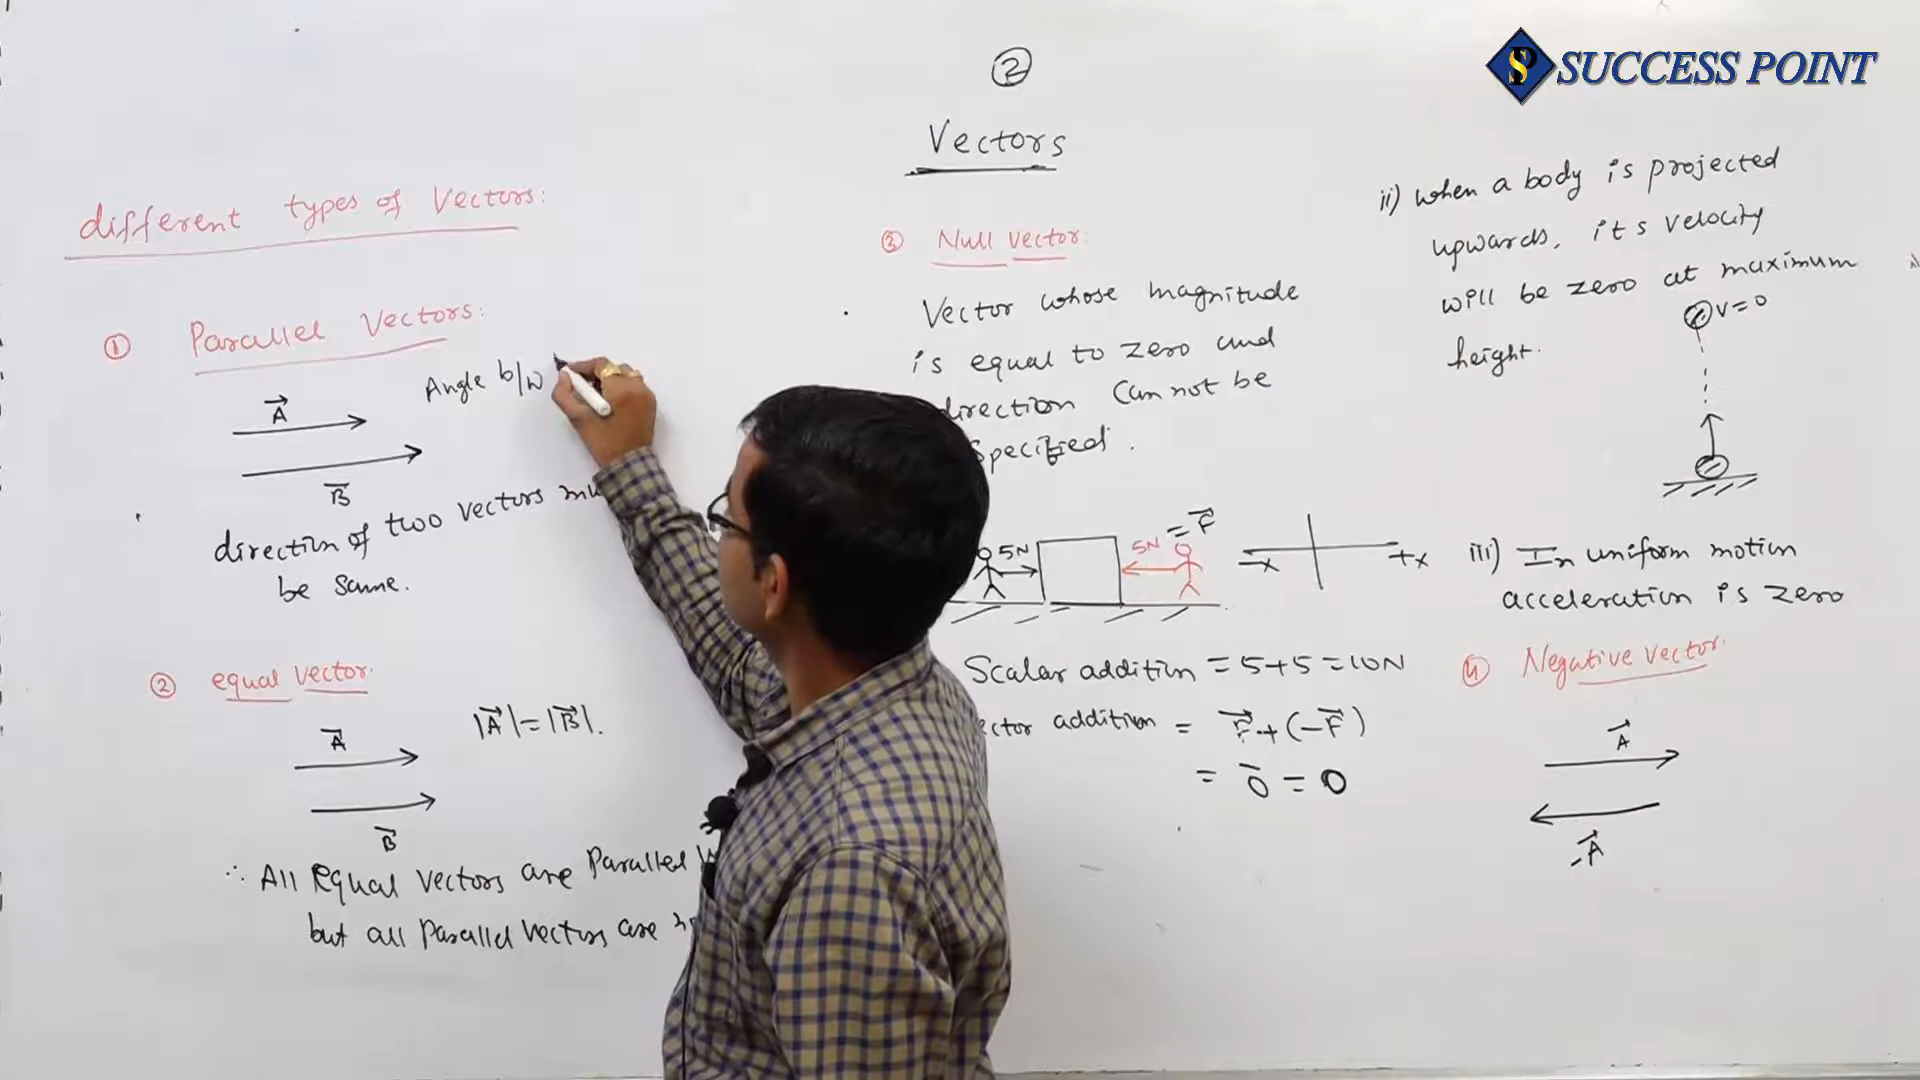 SUCCESS POINT
2
Vectors
different types of Vectors:
① Parallel Vectors:
A
B
Angle b/w
direction of two vectors
be same.
② equal vector.
A
B
|A| = |B|.
∴ All Equal vectors are Parallel
but all Parallel Vectors are
③ Null vector:
Vector whose magnitude
is equal to zero and
direction Can not be
Specified.
5N
5N
= F
-x
+x
Scalar addition = 5+5 = 10N
addition = F + (-F)
= 0 = 0
ii) when a body is projected
upwards, its velocity
will be zero at maximum
height.
V=0
iii) In uniform motion
acceleration is zero
④ Negative vector.
A
-A